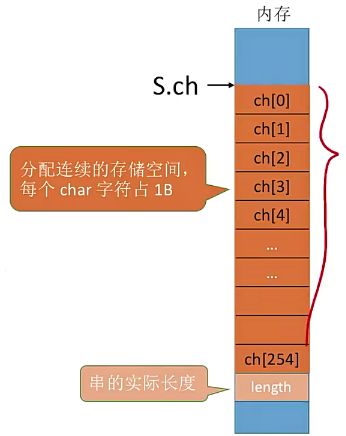 内存
S.ch
ch[0]
ch[1]
ch[2]
ch[3]
ch[4]
...
...
ch[254]
length
分配连续的存储空间，
每个 char 字符占 1B
串的实际长度